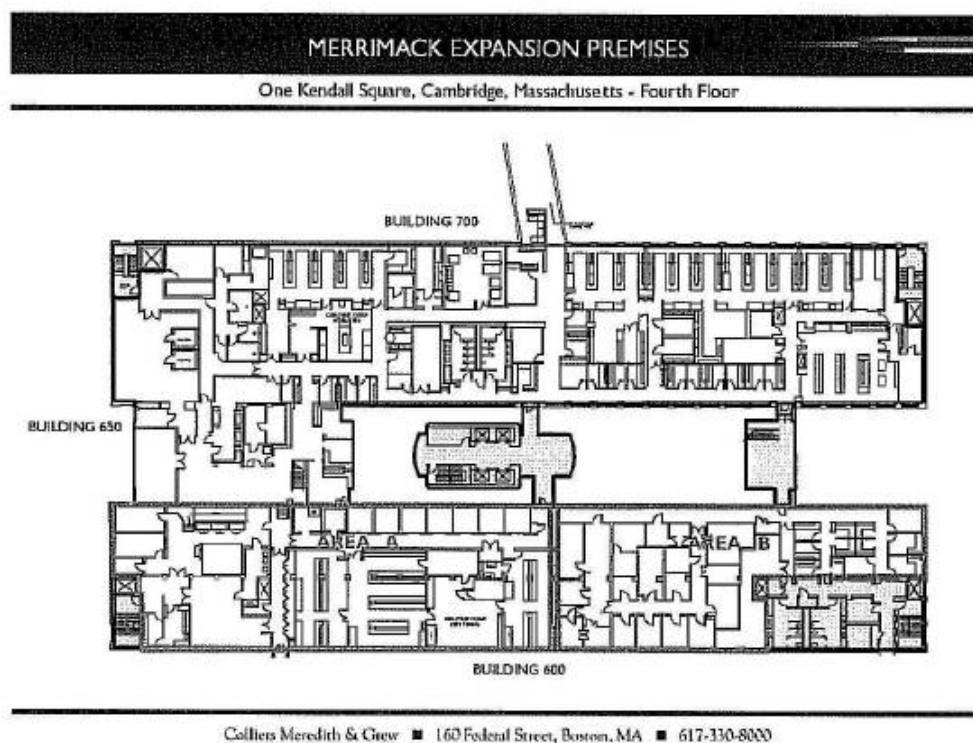 MERRIMACK EXPANSION PREMISES
One Kendall Square, Cambridge, Massachusetts - Fourth Floor
BUILDING 700
BUILDING 650
AREA A
AREA B
BUILDING 600
Colliers Meredith & Grew ■ 160 Federal Street, Boston, MA ■ 617-330-8000